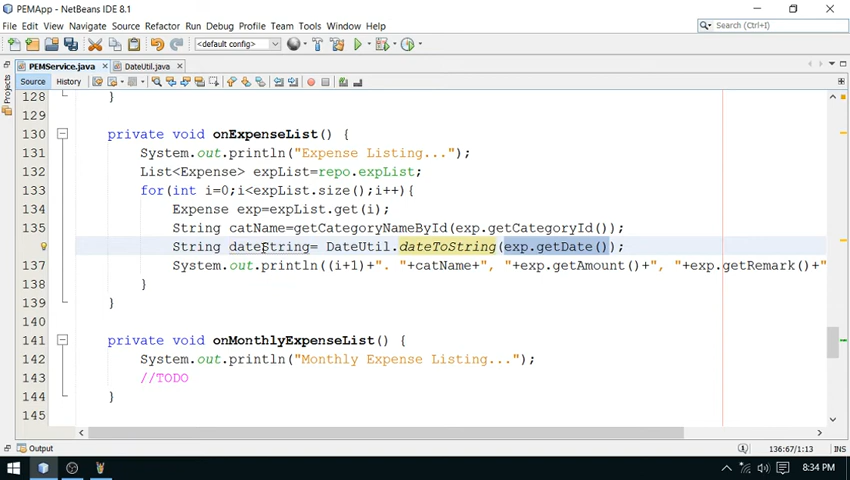 PEMApp - NetBeans IDE 8.1
File Edit View Navigate Source Refactor Run Debug Profile Team Tools Window Help
<default config>
Search (Ctrl+I)
PEMService.java
DateUtil.java
Source History
Projects
128 }
129
130 private void onExpenseList() {
131 System.out.println("Expense Listing...");
132 List<Expense> expList=repo.expList;
133 for(int i=0;i<expList.size();i++){
134 Expense exp=expList.get(i);
135 String catName=getCategoryNameById(exp.getCategoryId());
String dateString= DateUtil.dateToString(exp.getDate());
137 System.out.println((i+1)+". "+catName+", "+exp.getAmount()+", "+exp.getRemark()+"
138 }
139 }
140
141 private void onMonthlyExpenseList() {
142 System.out.println("Monthly Expense Listing...");
143 //TODO
144 }
145
Output
136:67/1:13
INS
8:34 PM